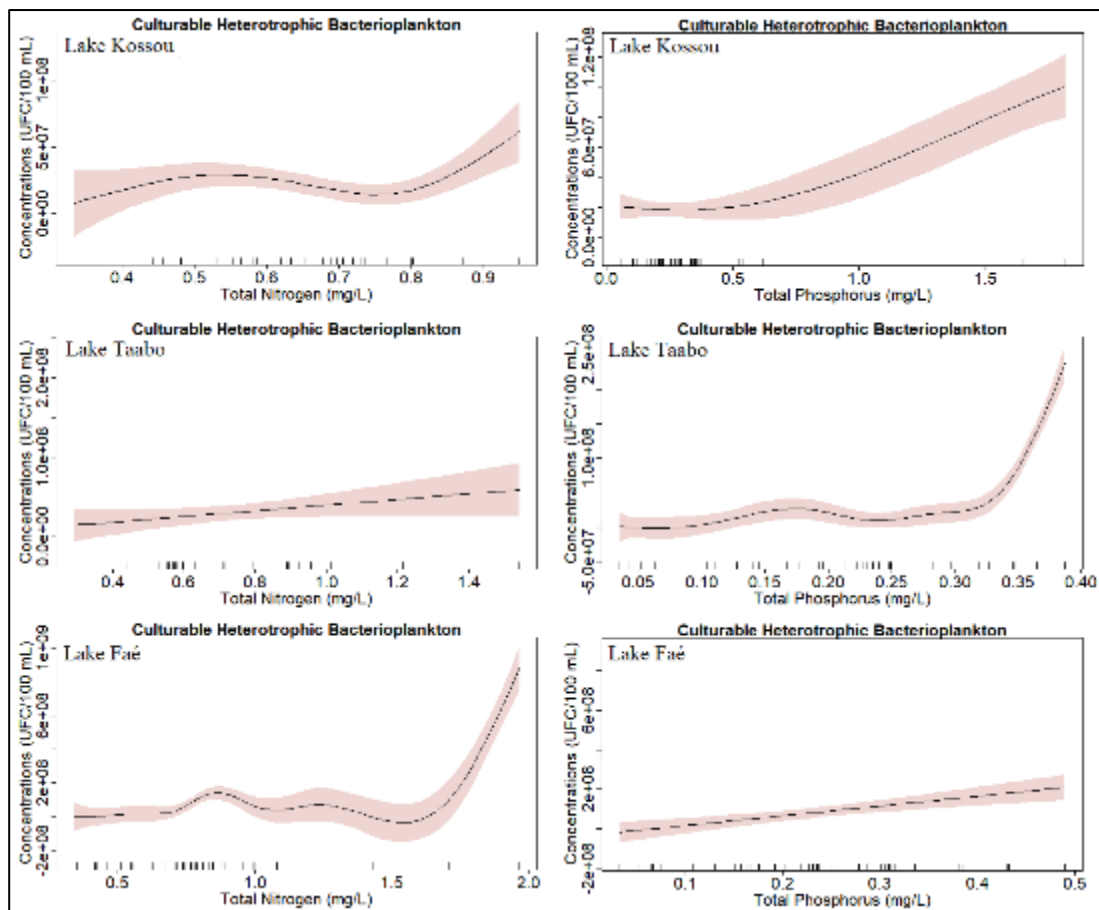 Culturable Heterotrophic Bacterioplankton
Lake Kossou
Concentrations (UFC/100 mL)
0e+00 5e+07 1e+08
0.4 0.5 0.6 0.7 0.8 0.9
Total Nitrogen (mg/L)
Culturable Heterotrophic Bacterioplankton
Lake Kossou
Concentrations (UFC/100 mL)
0.0e+00 6.0e+07 1.2e+08
0.0 0.5 1.0 1.5
Total Phosphorus (mg/L)
Culturable Heterotrophic Bacterioplankton
Lake Taabo
Concentrations (UFC/100 mL)
0.0e+00 1.0e+08 2.0e+08
0.4 0.6 0.8 1.0 1.2 1.4
Total Nitrogen (mg/L)
Culturable Heterotrophic Bacterioplankton
Lake Taabo
Concentrations (UFC/100 mL)
-5.0e+07 1.0e+08 2.5e+08
0.05 0.10 0.15 0.20 0.25 0.30 0.35 0.40
Total Phosphorus (mg/L)
Culturable Heterotrophic Bacterioplankton
Lake Faé
Concentrations (UFC/100 mL)
-2e+08 2e+08 6e+08 1e+09
0.5 1.0 1.5 2.0
Total Nitrogen (mg/L)
Culturable Heterotrophic Bacterioplankton
Lake Faé
Concentrations (UFC/100 mL)
-2e+08 2e+08 6e+08
0.1 0.2 0.3 0.4 0.5
Total Phosphorus (mg/L)